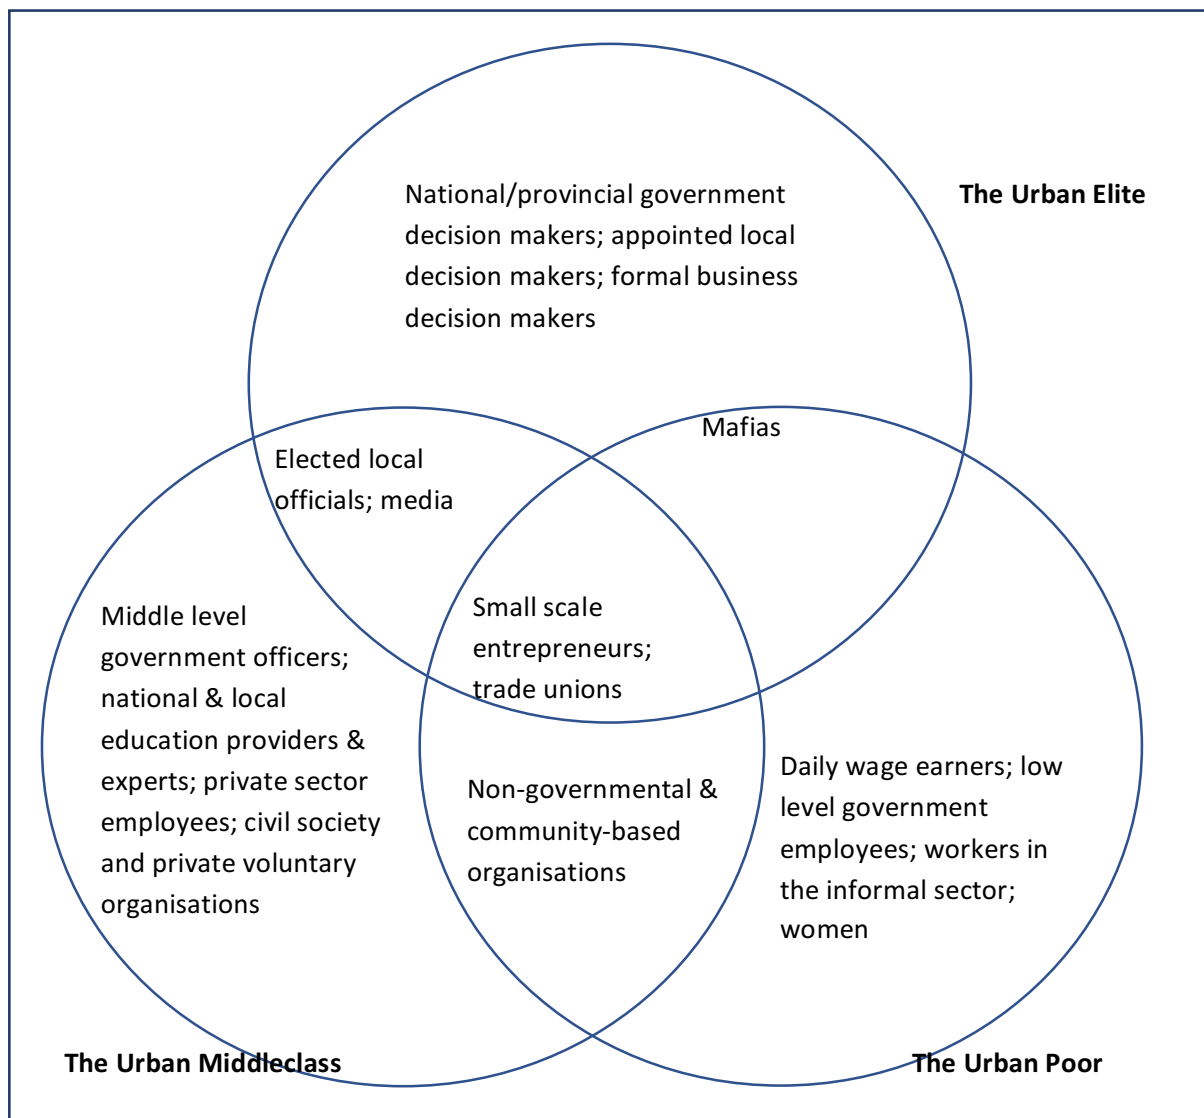 National/provincial government
decision makers; appointed local
decision makers; formal business
decision makers
The Urban Elite
Mafias
Elected local
officials; media
Small scale
entrepreneurs;
trade unions
Middle level
government officers;
national & local
education providers &
experts; private sector
employees; civil society
and private voluntary
organisations
Non-governmental &
community-based
organisations
Daily wage earners; low
level government
employees; workers in
the informal sector;
women
The Urban Middleclass
The Urban Poor